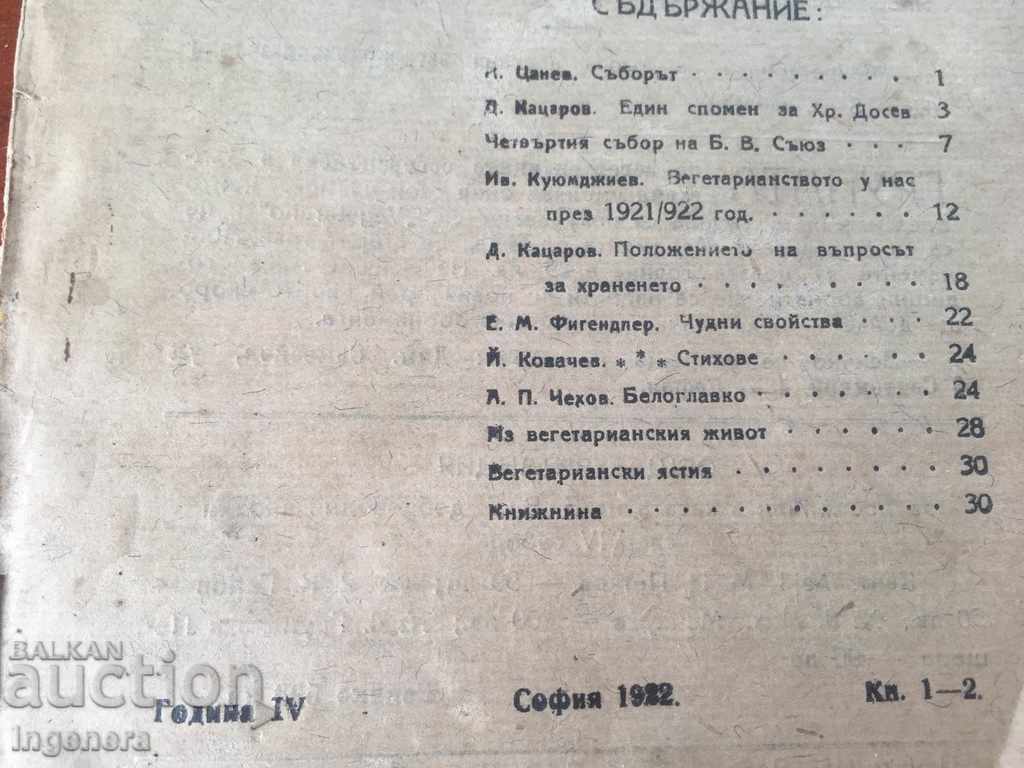 СЪДЪРЖАНИЕ:
Цанев. Съборът . . . . . . . . . 1
Д. Кацаров. Един спомен за Хр. Досев 3
Четвъртия събор на Б. В. Съюз . . . 7
Ив. Куюмджиев. Вегетарианството у нас
през 1921/922 год. . . . . . . 12
Д. Кацаров. Положението на въпросът
за храненето . . . . . . . . . 18
Е. М. Фигендлер. Чудни свойства . . . 22
Й. Ковачев. * * * Стихове . . . . . . 24
А. П. Чехов. Белоглавко . . . . . . . 24
Из вегетарианския живот . . . . . . 28
Вегетариански ястия . . . . . . . . 30
Книжнина . . . . . . . . . . . . 30
Година IV София 1922. Кн. 1—2.
BALKAN
auction
Ingenora